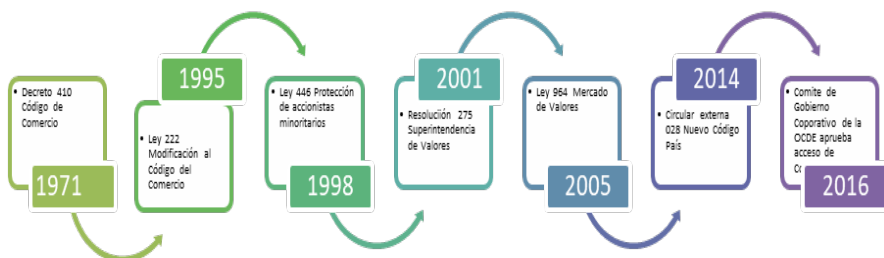 • Decreto 410
Código de
Comercio
1971
1995
• Ley 222
Modificación al
Código del
Comercio
• Ley 446 Protección
de accionistas
minoritarios
1998
2001
• Resolución 275
Superintendencia
de Valores
• Ley 964 Mercado
de Valores
2005
2014
• Circular externa
028 Nuevo Código
País
• Comite de
Gobierno
Coporativo de la
OCDE aprueba
acceso de
2016